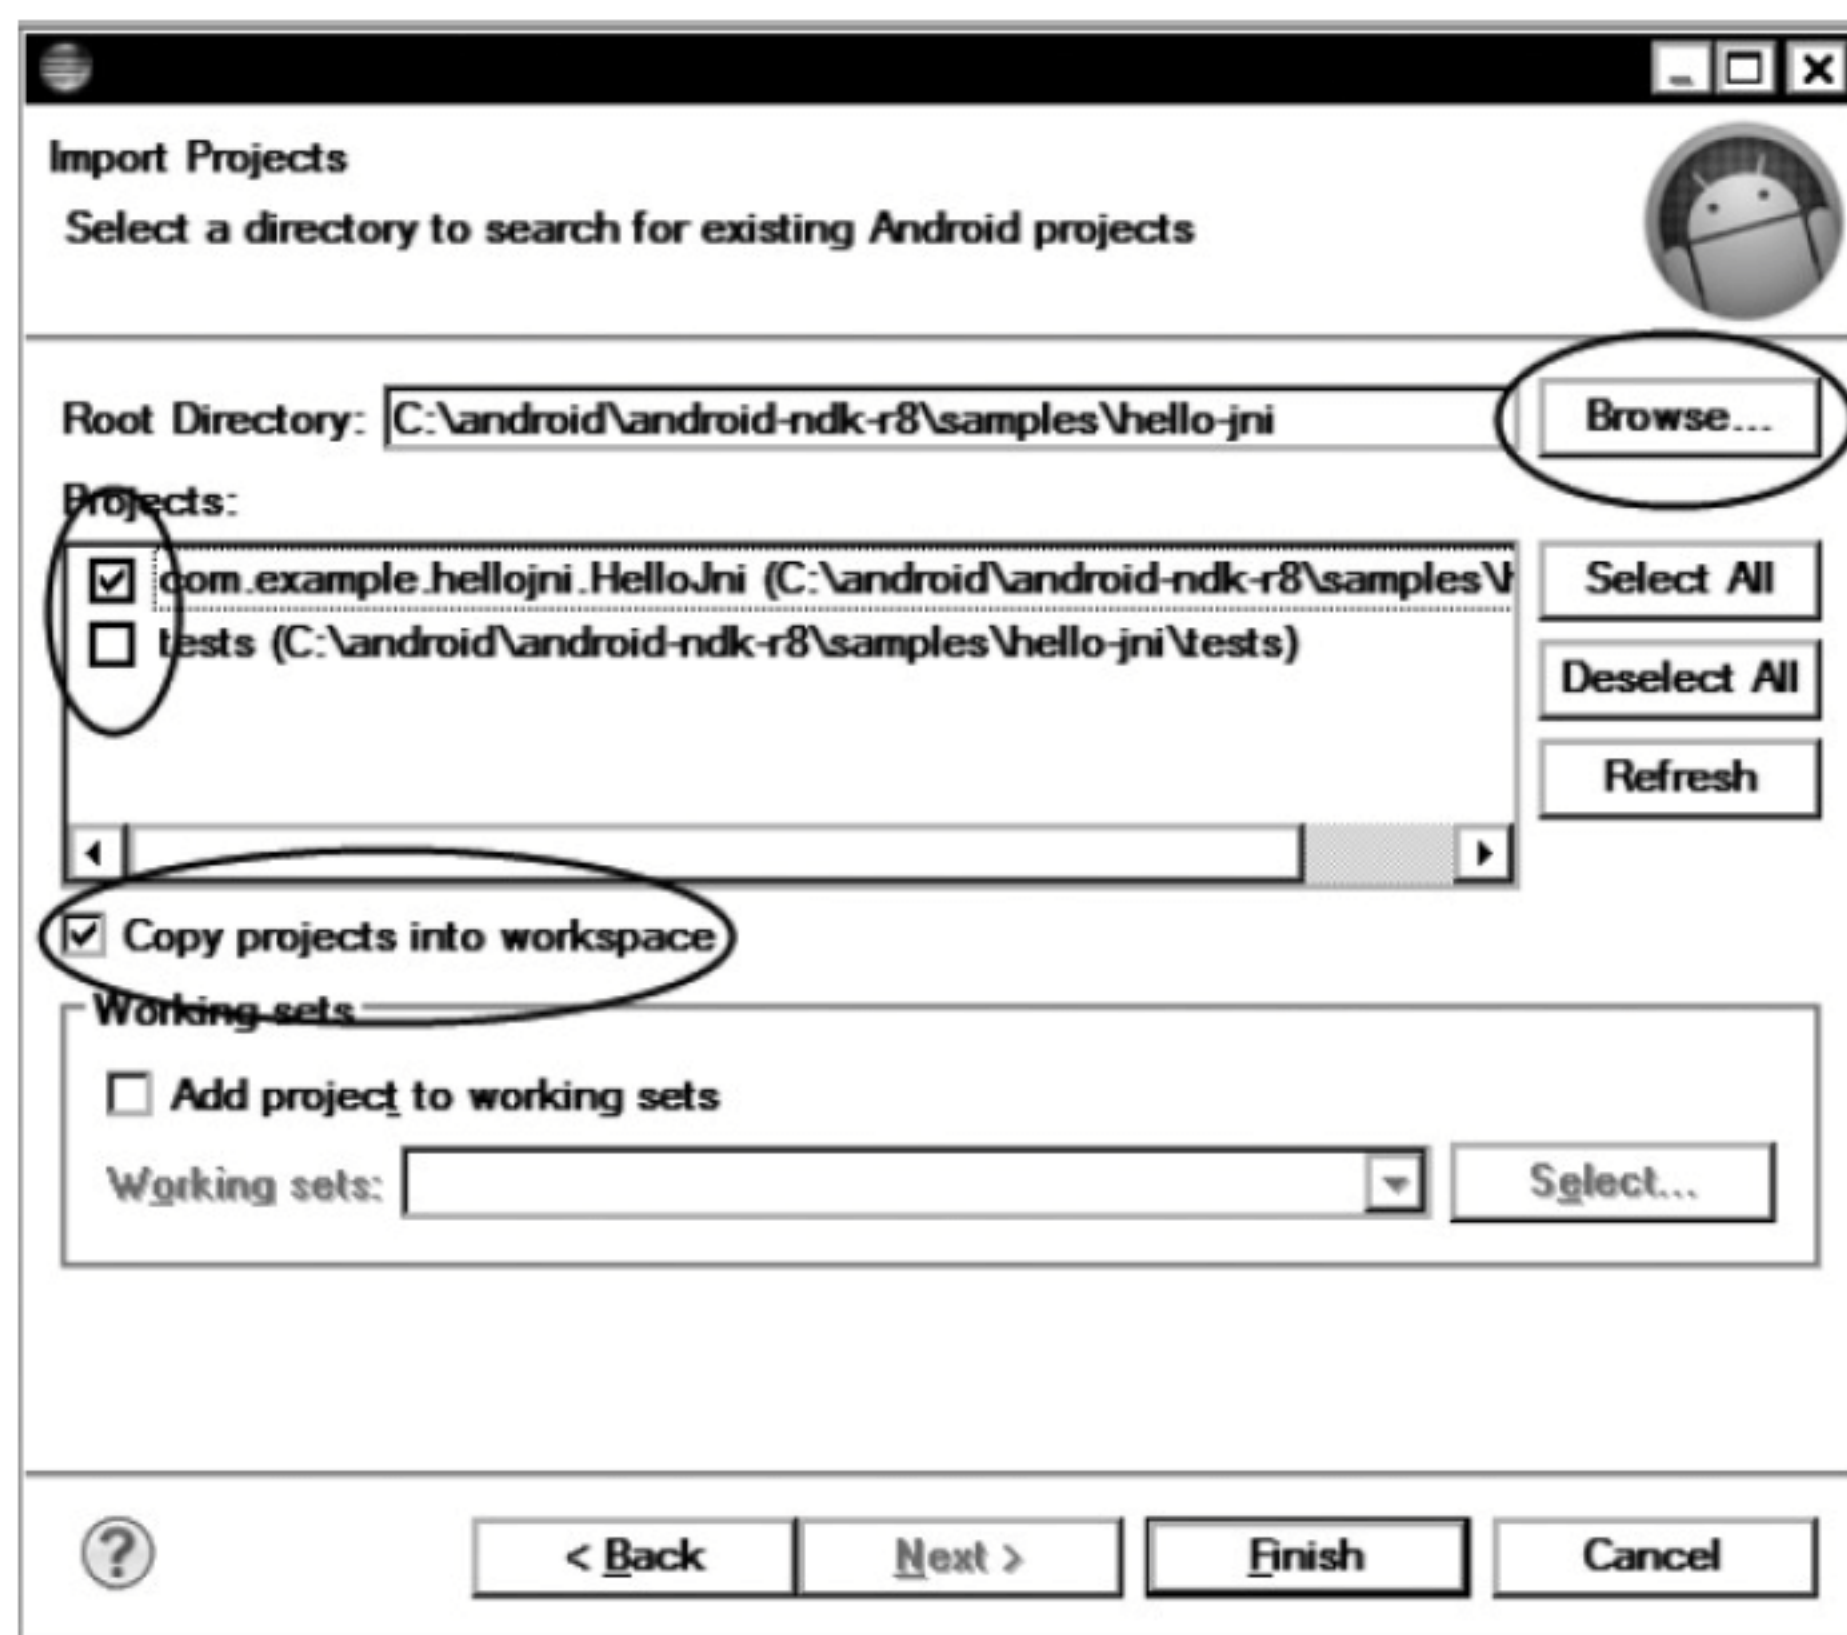 Import Projects
Select a directory to search for existing Android projects
Root Directory: C:\android\android-ndk-r8\samples\hello-jni Browse...
Projects:
com.example.hellojni.HelloJni (C:\android\android-ndk-r8\samples\h Select All
tests (C:\android\android-ndk-r8\samples\hello-jni\tests)
Deselect All
Refresh
Copy projects into workspace
Working sets
Add project to working sets
Working sets: Select...
? < Back Next > Finish Cancel